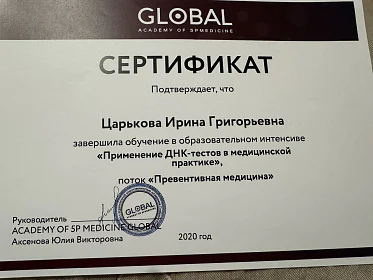 GLOBAL
ACADEMY OF 5PMEDICINE
СЕРТИФИКАТ
Подтверждает, что
Царькова Ирина Григорьевна
завершила обучение в образовательном интенсиве
«Применение ДНК-тестов в медицинской
практике»,
поток «Превентивная медицина»
Руководитель
ACADEMY OF 5P MEDICINE GLOBAL
Аксенова Юлия Викторовна
GLOBAL
2020 год